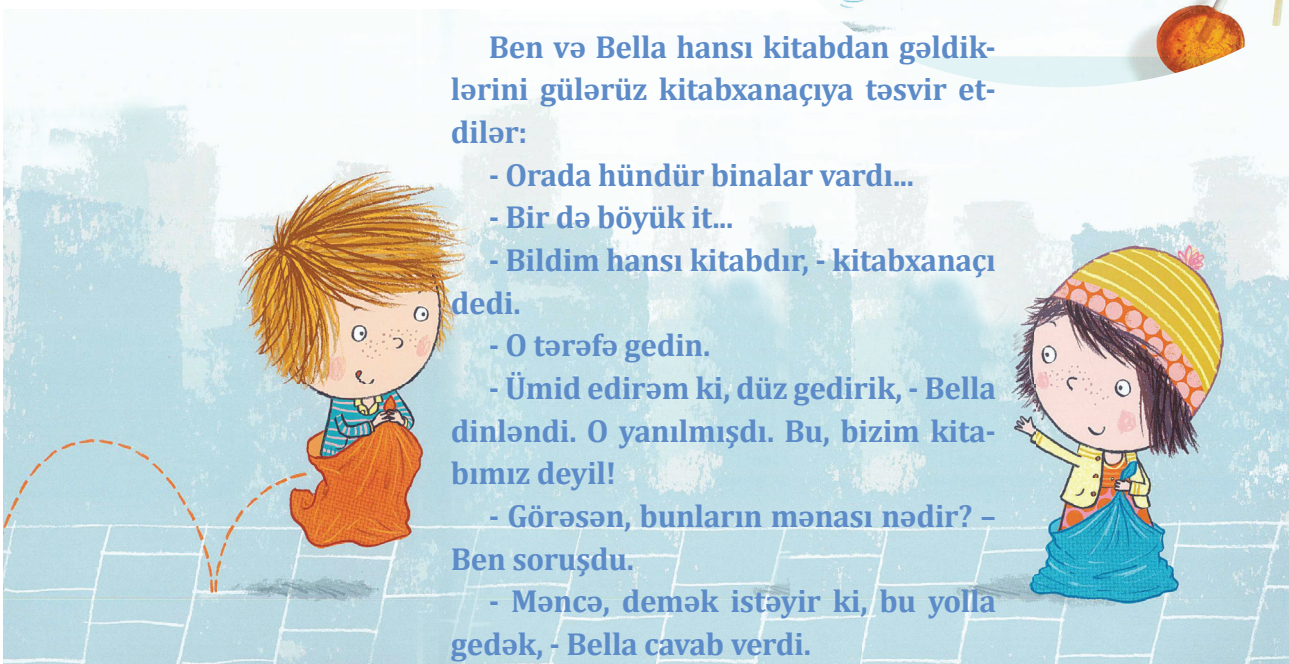 Ben və Bella hansı kitabdan gəldik-
lərini gülərüz kitabxanaçıya təsvir et-
dilər:
- Orada hündür binalar vardı...
- Bir də böyük it...
- Bildim hansı kitabdır, - kitabxanaçı
dedi.
- O tərəfə gedin.
- Ümid edirəm ki, düz gedirik, - Bella
dinləndi. O yanılmışdı. Bu, bizim kita-
bımız deyil!
- Görəsən, bunların mənası nədir? –
Ben soruşdu.
- Məncə, demək istəyir ki, bu yolla
gedək, - Bella cavab verdi.